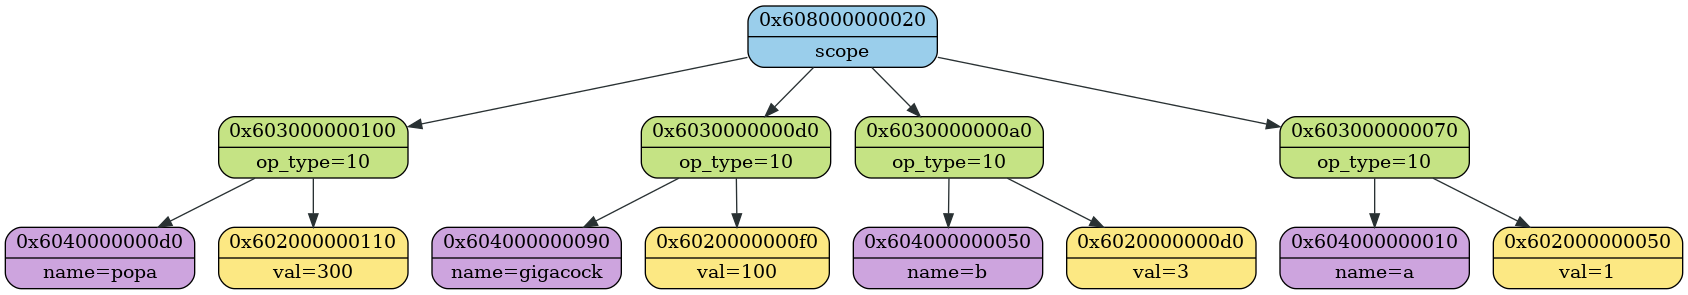 0x608000000020
scope
0x603000000100
op_type=10
0x6030000000d0
op_type=10
0x6030000000a0
op_type=10
0x603000000070
op_type=10
0x6040000000d0
name=popa
0x602000000110
val=300
0x604000000090
name=gigacock
0x6020000000f0
val=100
0x604000000050
name=b
0x6020000000d0
val=3
0x604000000010
name=a
0x602000000050
val=1